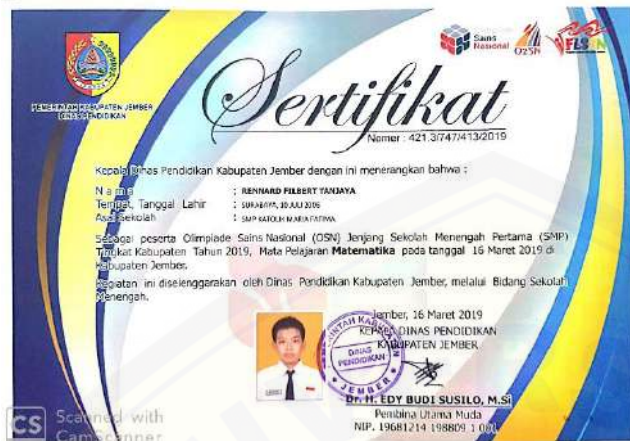 PEMERINTAH KABUPATEN JEMBER
DINAS PENDIDIKAN
Sains
Nasional
O2SN
FLS2N
Sertifikat
Nomer : 421.3/747/413/2019
Kepala Dinas Pendidikan Kabupaten Jember dengan ini menerangkan bahwa :
N a m a : RENNARD FILBERT TANJAYA
Tempat, Tanggal Lahir : SURABAYA, 10 JULI 2006
Asal Sekolah : SMP KATOLIK MARIA FATIMA
Sebagai peserta Olimpiade Sains Nasional (OSN) Jenjang Sekolah Menengah Pertama (SMP)
Tingkat Kabupaten Tahun 2019, Mata Pelajaran Matematika pada tanggal 16 Maret 2019 di
Kabupaten Jember.
Kegiatan ini diselenggarakan oleh Dinas Pendidikan Kabupaten Jember, melalui Bidang Sekolah
Menengah.
Jember, 16 Maret 2019
KEPALA DINAS PENDIDIKAN
KABUPATEN JEMBER
DINAS
PENDIDIKAN
JEMBER
Dr. H. EDY BUDI SUSILO, M.Si
Pembina Utama Muda
NIP. 19681214 198809 1 001
CS Scanned with
CamScanner